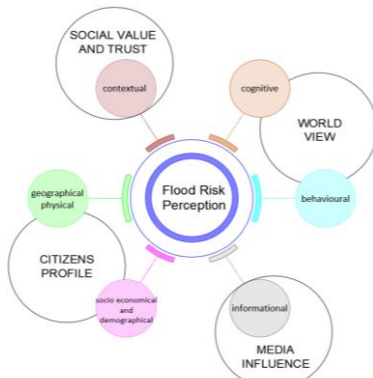 SOCIAL VALUE
AND TRUST
contextual
cognitive
WORLD
VIEW
geographical
physical
Flood Risk
Perception
behavioural
CITIZENS
PROFILE
socio economical
and
demographical
informational
MEDIA
INFLUENCE